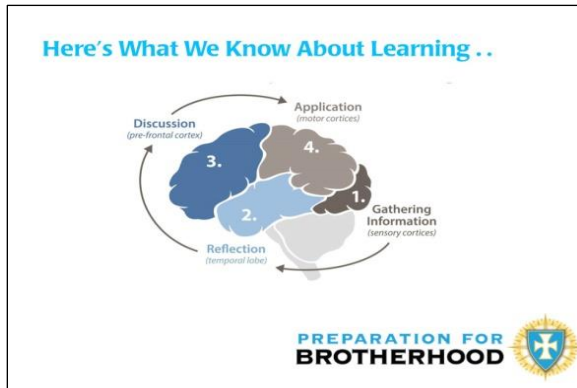 Here's What We Know About Learning . .
Application
(motor cortices)
Discussion
(pre-frontal cortex)
4.
3.
1.
2.
Gathering
Information
(sensory cortices)
Reflection
(temporal lobe)
PREPARATION FOR
BROTHERHOOD